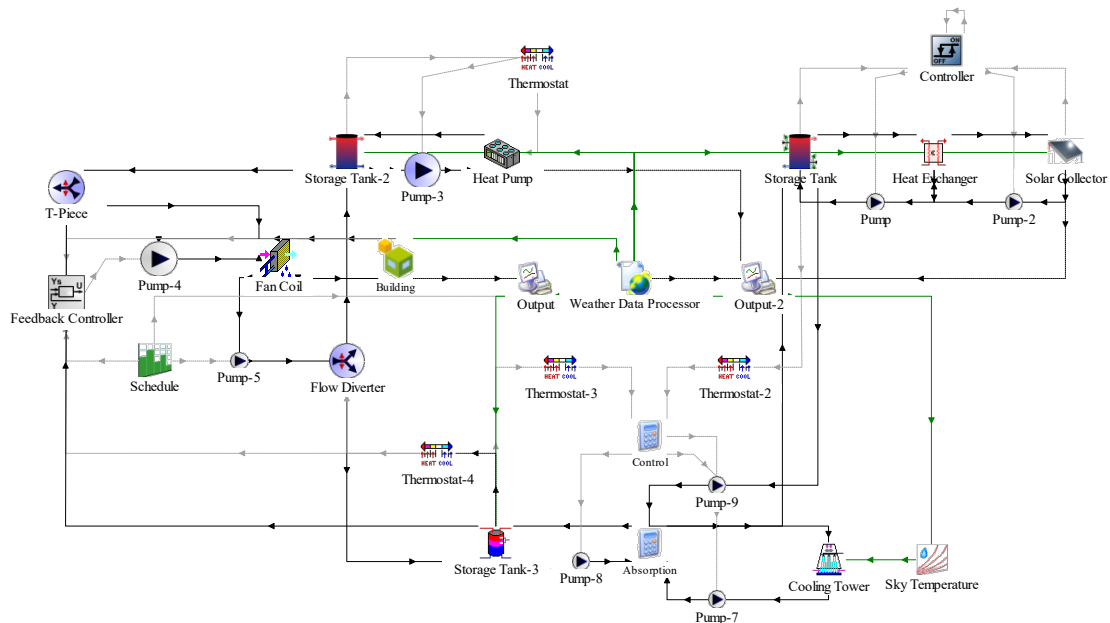 ON
OFF
Controller
HEAT COOL
Thermostat
Storage Tank-2
Pump-3
Heat Pump
Storage Tank
Heat Exchanger
Solar Collector
T-Piece
Pump
Pump-2
Pump-4
Fan Coil
Building
Output
Weather Data Processor
Output-2
Ys
U
Y
Feedback Controller
Schedule
Pump-5
Flow Diverter
HEAT COOL
Thermostat-3
HEAT COOL
Thermostat-2
HEAT COOL
Thermostat-4
Control
Pump-9
Storage Tank-3
Pump-8
Absorption
Cooling Tower
Sky Temperature
Pump-7